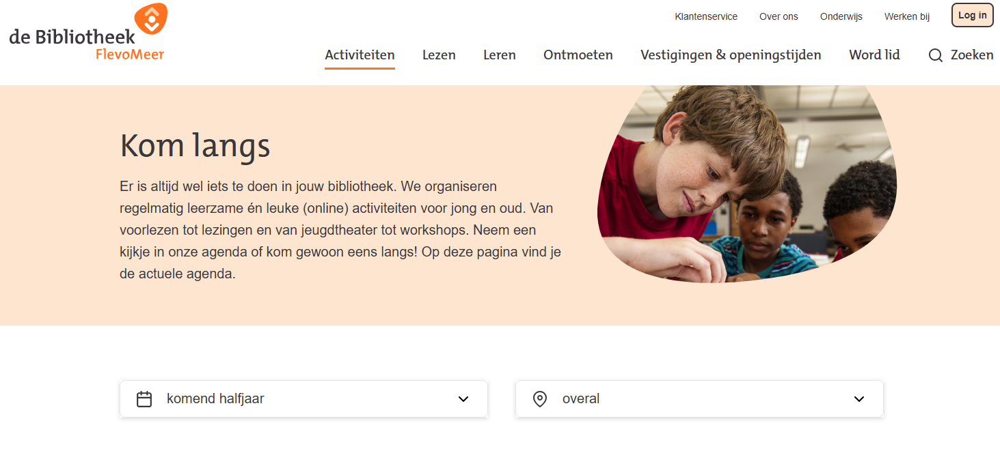 de Bibliotheek
FlevoMeer
Klantenservice
Over ons
Onderwijs
Werken bij
Log in
Activiteiten
Lezen
Leren
Ontmoeten
Vestigingen & openingstijden
Word lid
Zoeken
Kom langs
Er is altijd wel iets te doen in jouw bibliotheek. We organiseren
regelmatig leerzame én leuke (online) activiteiten voor jong en oud. Van
voorlezen tot lezingen en van jeugdtheater tot workshops. Neem een
kijkje in onze agenda of kom gewoon eens langs! Op deze pagina vind je
de actuele agenda.
komend halfjaar
overal